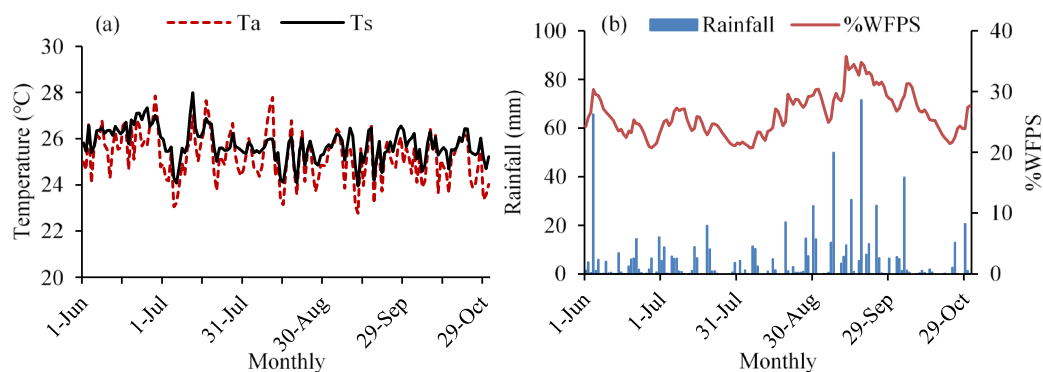 (a)
Ta
Ts
30
28
26
24
22
20
Temperature (℃)
1-Jun
1-Jul
31-Jul
30-Aug
29-Sep
29-Oct
Monthly
(b)
Rainfall
%WFPS
100
80
60
40
20
0
Rainfall (mm)
40
30
20
10
0
%WFPS
1-Jun
1-Jul
31-Jul
30-Aug
29-Sep
29-Oct
Monthly